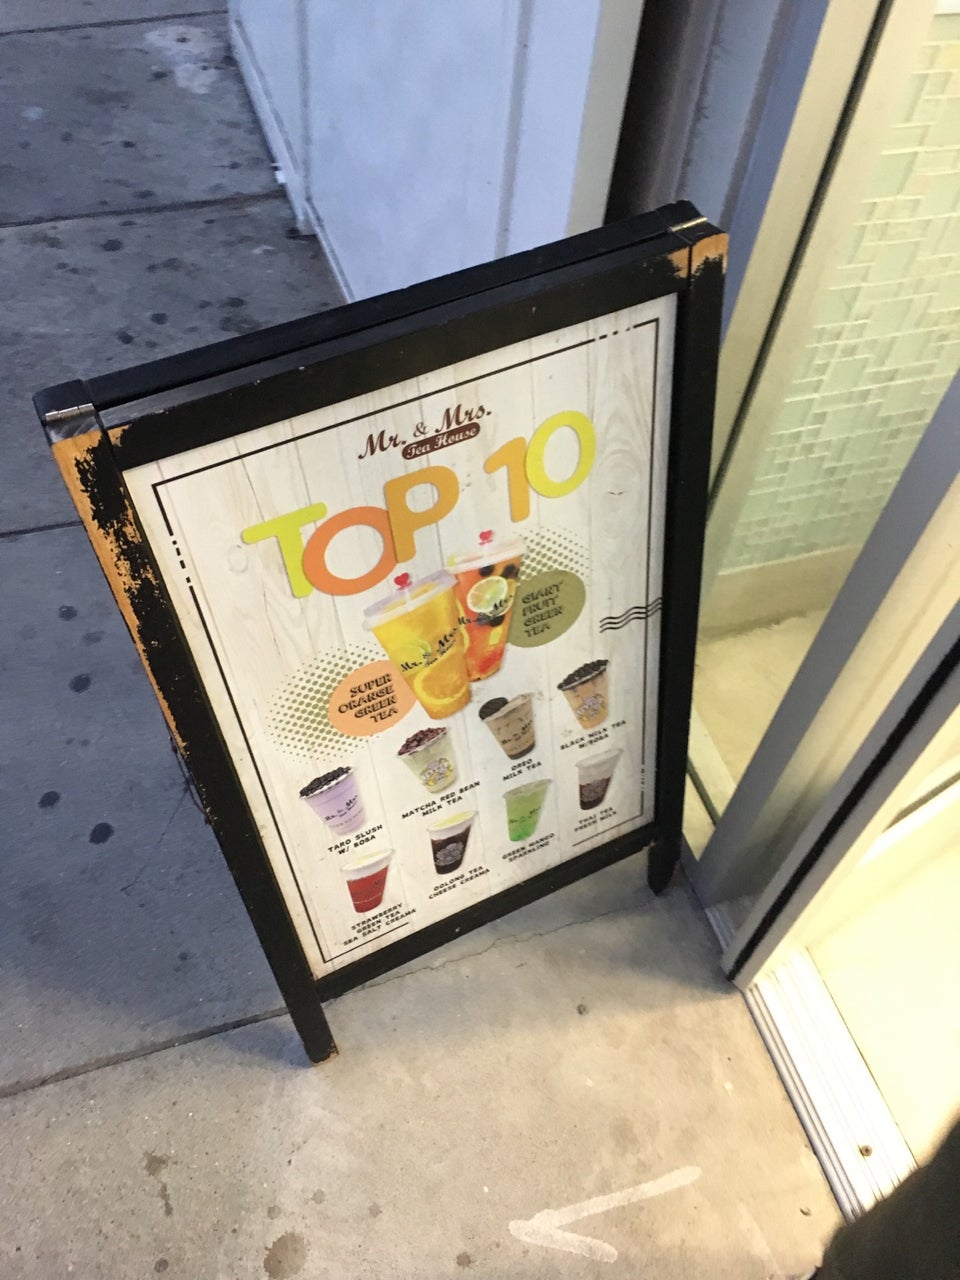 Mr. & Mrs.
Tea House
TOP 10
GIANT
FRUIT
GREEN
TEA
SUPER
ORANGE
GREEN
TEA
Mr. & Mrs.
TARO SLUSH
W/ BOBA
MATCHA RED BEAN
MILK TEA
OREO
MILK TEA
BLACK MILK TEA
W/BOBA
STRAWBERRY
GREEN TEA
SEA SALT CREAMA
OOLONG TEA
CHEESE CREAMA
GREEN MANGO
SPARKLING
THAI TEA
FRESH MILK